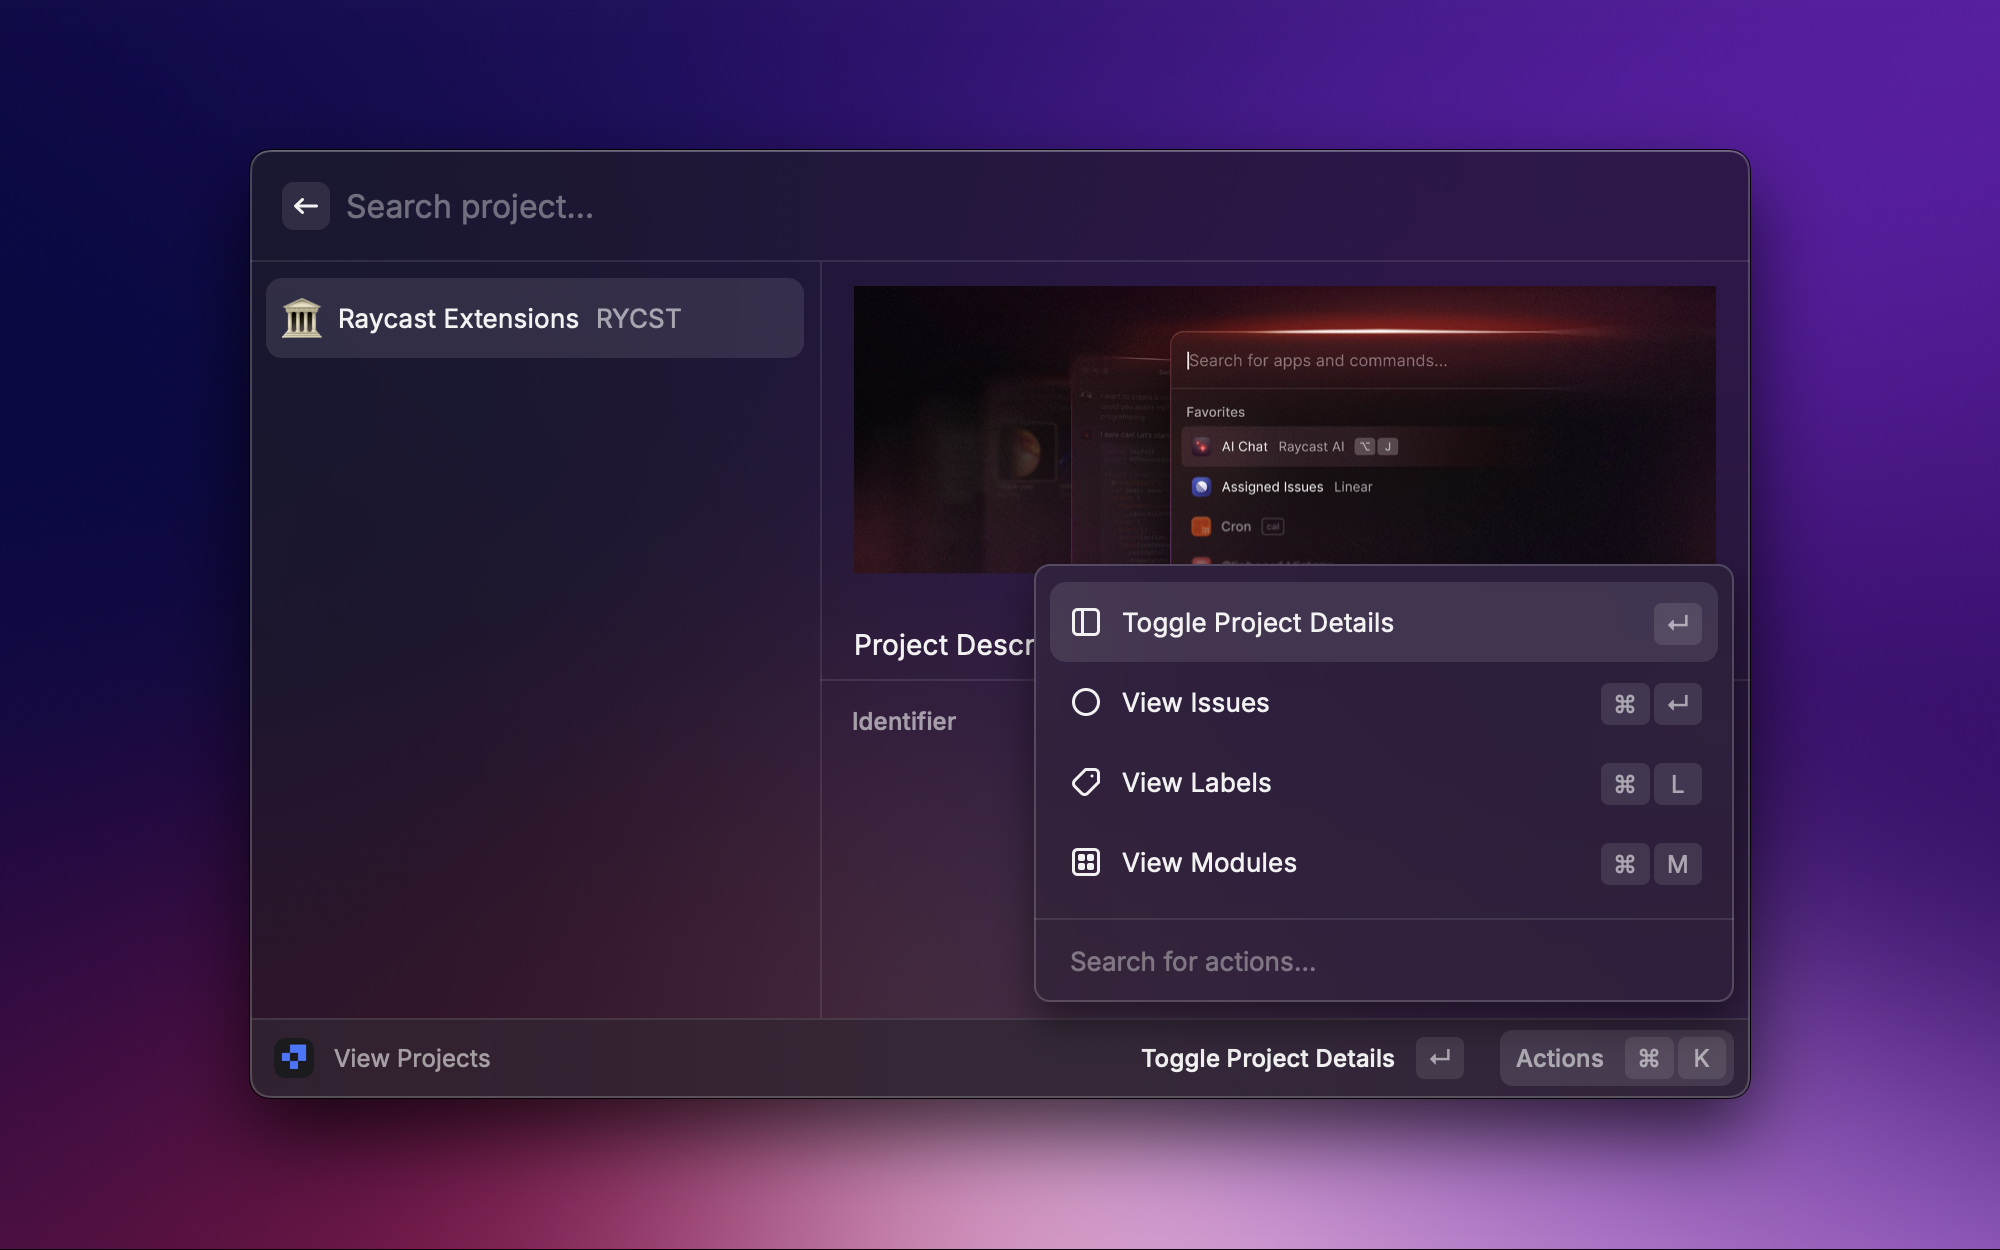 Search project...
Raycast Extensions RYCST
Search for apps and commands...
Favorites
AI Chat Raycast AI ⌥ J
Assigned Issues Linear
Cron cal
Project Descr
Identifier
Toggle Project Details ↵
View Issues ⌘ ↵
View Labels ⌘ L
View Modules ⌘ M
Search for actions...
View Projects
Toggle Project Details ↵ Actions ⌘ K